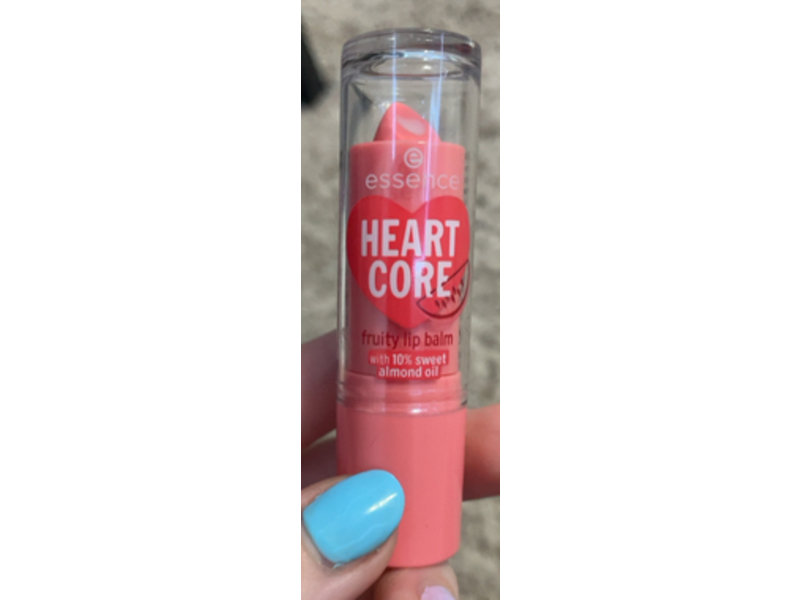 e
essence
HEART
CORE
fruity lip balm
with 10% sweet
almond oil